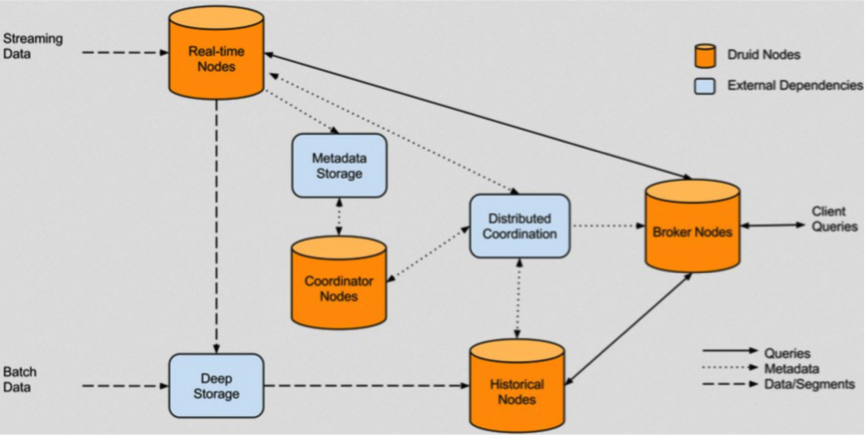 Streaming
Data
Real-time
Nodes
Druid Nodes
External Dependencies
Metadata
Storage
Distributed
Coordination
Broker Nodes
Client
Queries
Coordinator
Nodes
Batch
Data
Deep
Storage
Historical
Nodes
Queries
Metadata
Data/Segments